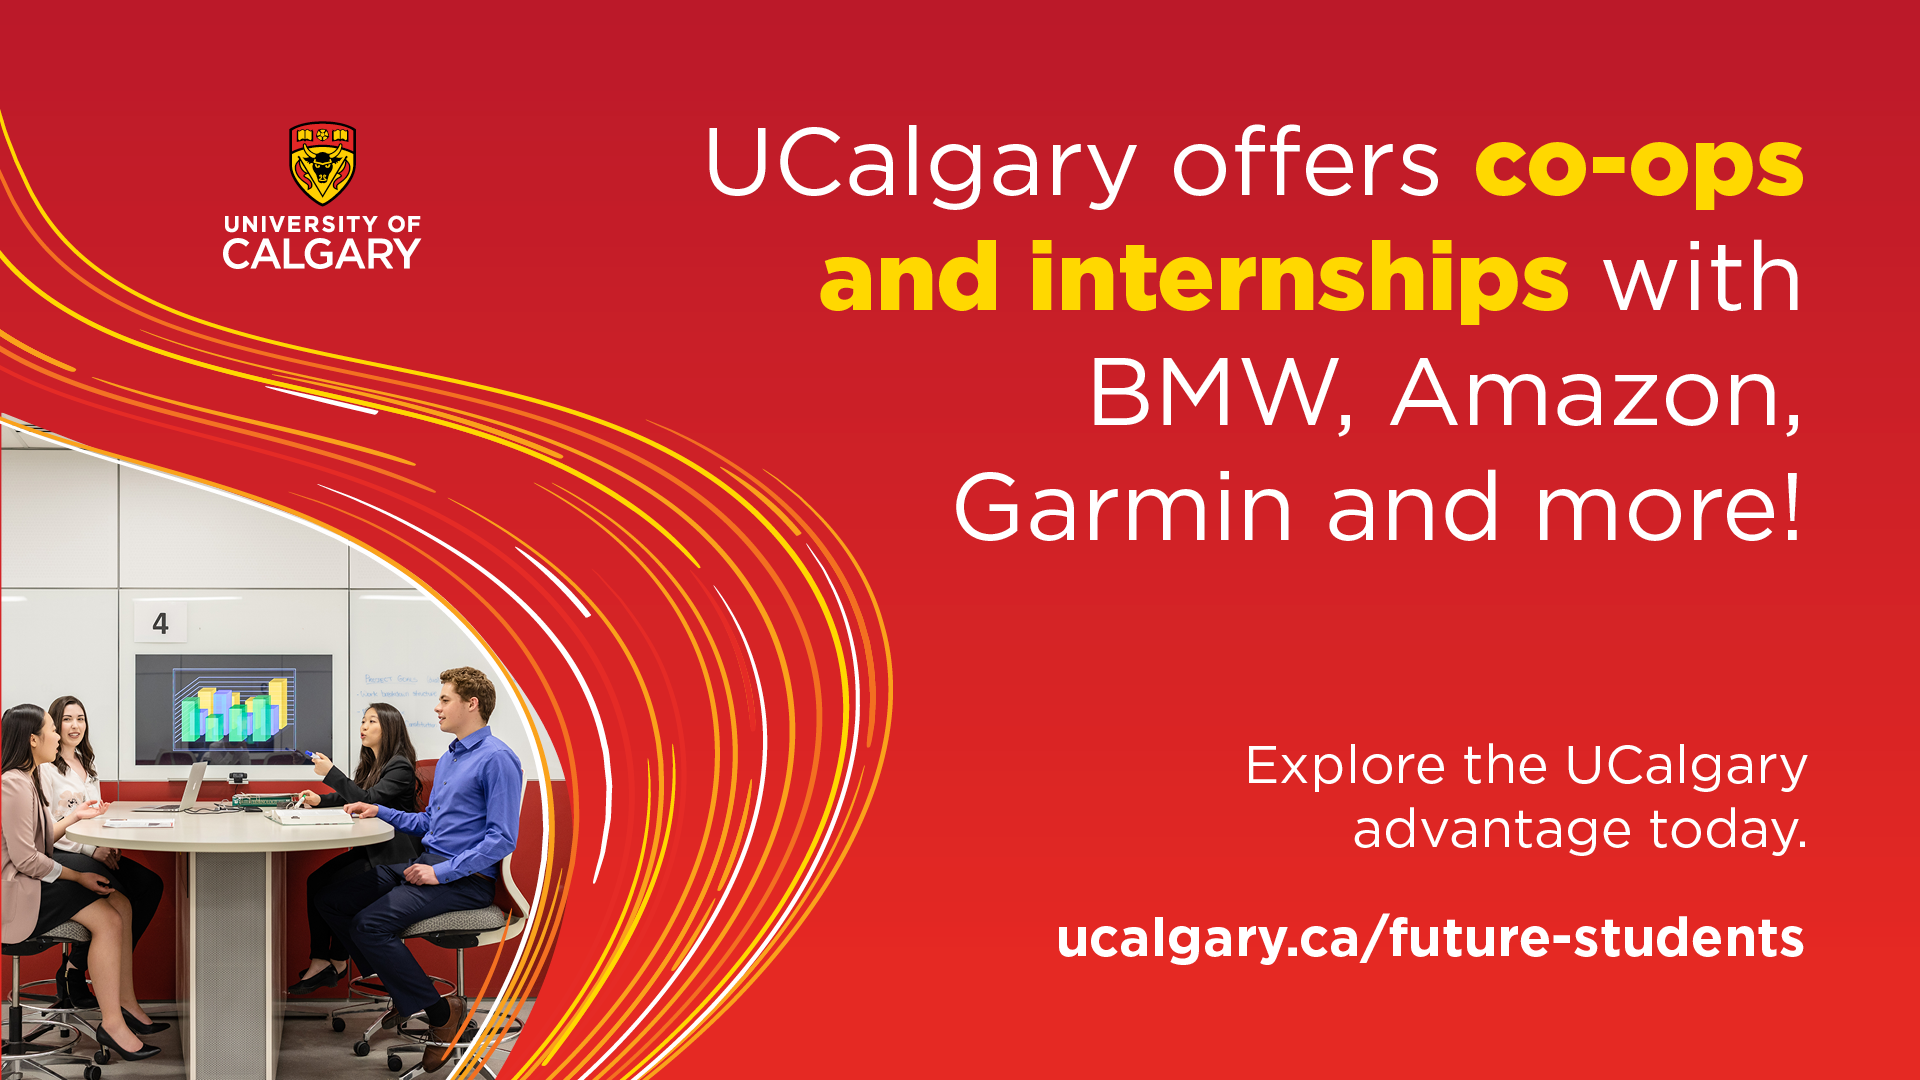 UNIVERSITY OF
CALGARY
UCalgary offers co-ops
and internships with
BMW, Amazon,
Garmin and more!
4
Explore the UCalgary
advantage today.
ucalgary.ca/future-students